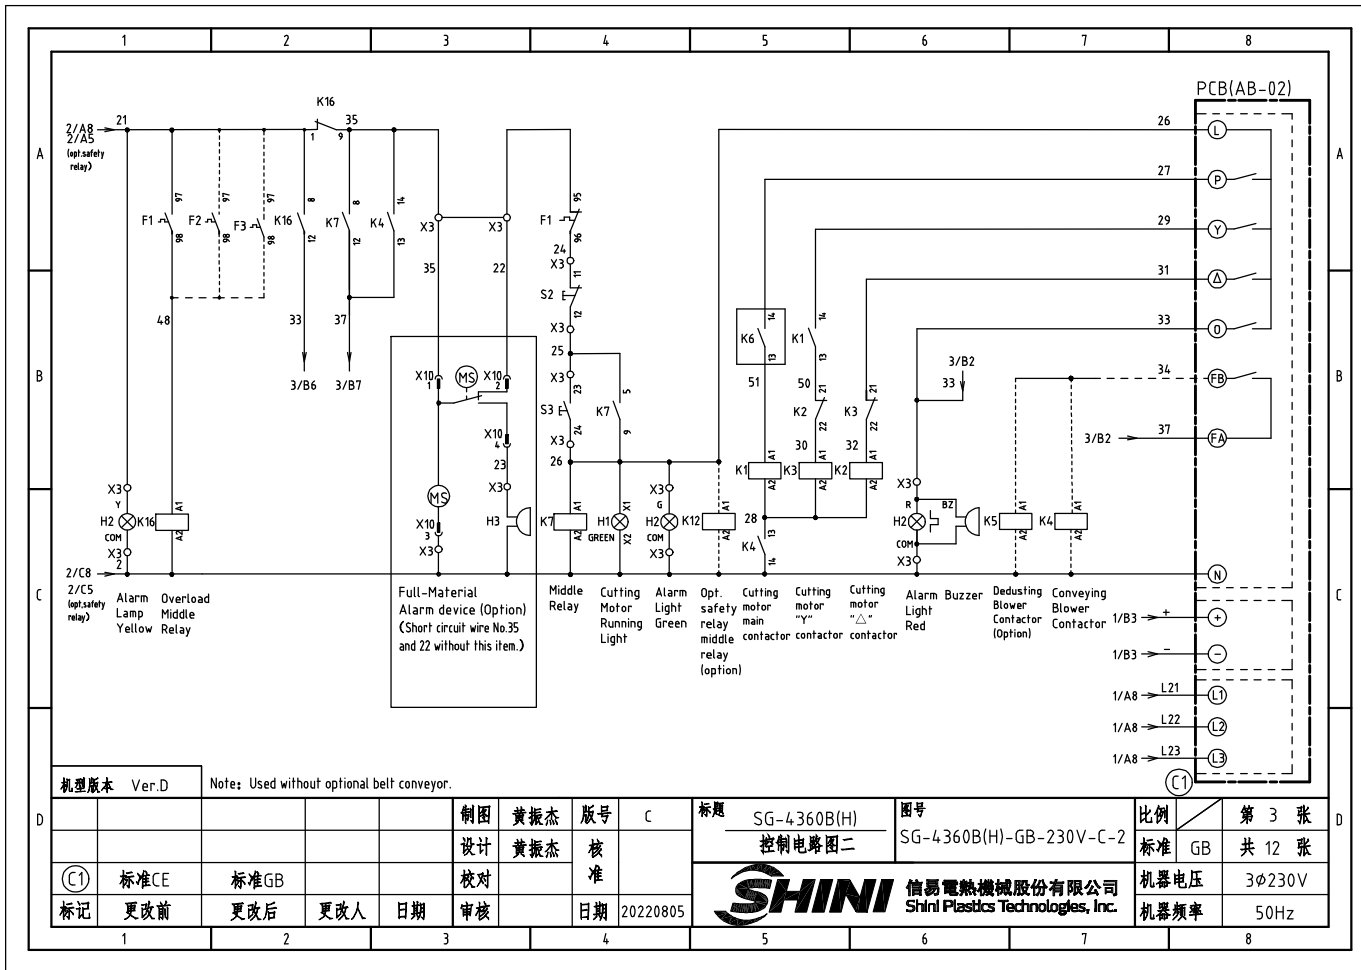 1 2 3 4 5 6 7 8
PCB(AB-02)
A A
B B
C C
D D
2/A8 21
2/A5
(opt.safety
relay)
K16
1 9
35
26 L
27 P
29 Y
31 Δ
33 O
34 FB
3/B2 37 FA
N
F1 97 98
F2 97 98
F3 97 98
K16 8 12
K7 8 12
K4 14 13
X3 X3
35 22
F1 95 96
24
X3 11
S2 12
X3
25
X3 23
S3 24
X3
26
K7 5 9
48
33 37
3/B6 3/B7
X10 1 MS X10 2
X10 4
23
X3
MS
X10 3
X3
H3
K6 14 13
51
K1 14 13
50
K2 21 22
30
K3 21 22
32
K1 A1 A2
K3 A1 A2
K2 A1 A2
28
K4 13 14
3/B2
33
X3
Y
H2
COM
X3
2
K16 A1 A2
K7 A1 A2
H1 X1 X2
GREEN
X3
G
H2
COM
X3
K12 A1 A2
X3
R BZ
H2
COM
X3
K5 A1 A2
K4 A1 A2
2/C8
2/C5
(opt.safety
relay)
Alarm
Lamp
Yellow
Overload
Middle
Relay
Full-Material
Alarm device (Option)
(Short circuit wire No.35
and 22 without this item.)
Middle
Relay
Cutting
Motor
Running
Light
Alarm
Light
Green
Opt.
safety
relay
middle
relay
(option)
Cutting
motor
main
contactor
Cutting
motor
"Y"
contactor
Cutting
motor
"△"
contactor
Alarm
Light
Red
Buzzer
Dedusting
Blower
Contactor
(Option)
Conveying
Blower
Contactor
1/B3 + +
1/B3 - -
1/A8 L21 L1
1/A8 L22 L2
1/A8 L23 L3
C1
机型版本 Ver.D
Note: Used without optional belt conveyor.
制图 黄振杰 版号 C
设计 黄振杰 核准
校对
C1 标准CE 标准GB
标记 更改前 更改后 更改人 日期 审核 日期 20220805
标题 SG-4360B(H)
控制电路图二
图号
SG-4360B(H)-GB-230V-C-2
比例 第 3 张
标准 GB 共 12 张
机器电压 3Φ230V
机器频率 50Hz
SHINI
信易電熱機械股份有限公司
Shini Plastics Technologies, Inc.
1 2 3 4 5 6 7 8